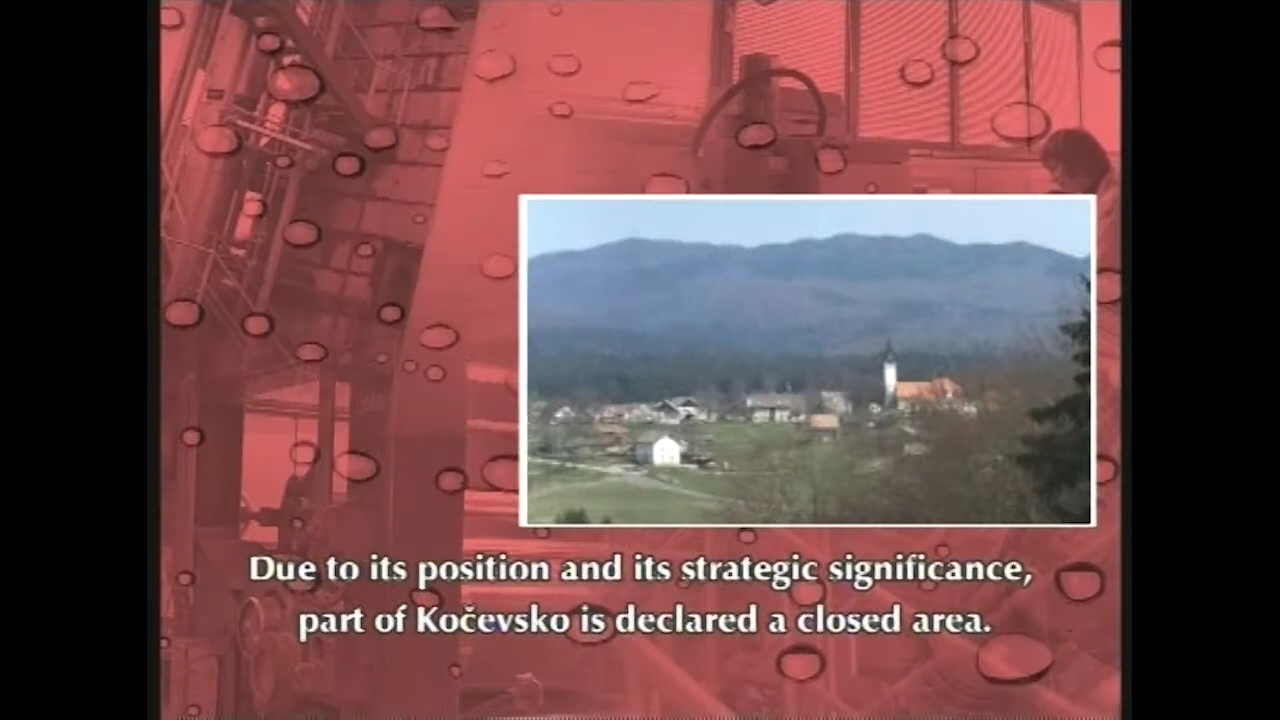 Due to its position and its strategic significance,
part of Kočevsko is declared a closed area.